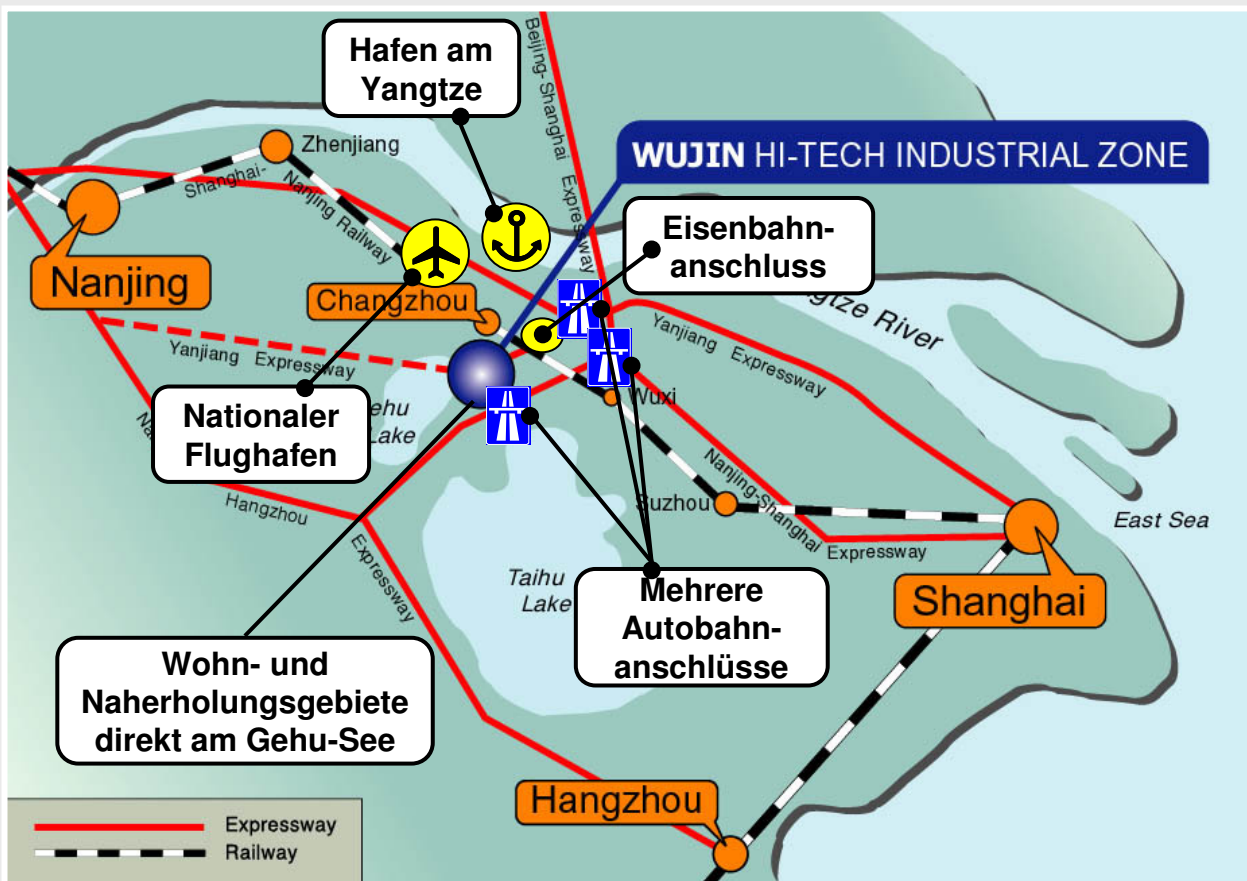 Hafen am
Yangtze
Beijing-Shanghai Expressway
WUJIN HI-TECH INDUSTRIAL ZONE
Zhenjiang
Shanghai-
Nanjing Railway
Eisenbahn-
anschluss
Nanjing
Changzhou
River
Yanjiang Expressway
Yanjiang Expressway
Nationaler
Flughafen
Lake
Wuxi
Hangzhou
Expressway
Nanjing-Shanghai
Expressway
Suzhou
East Sea
Taihu
Lake
Mehrere
Autobahn-
anschlüsse
Shanghai
Wohn- und
Naherholungsgebiete
direkt am Gehu-See
Hangzhou
Expressway
Railway